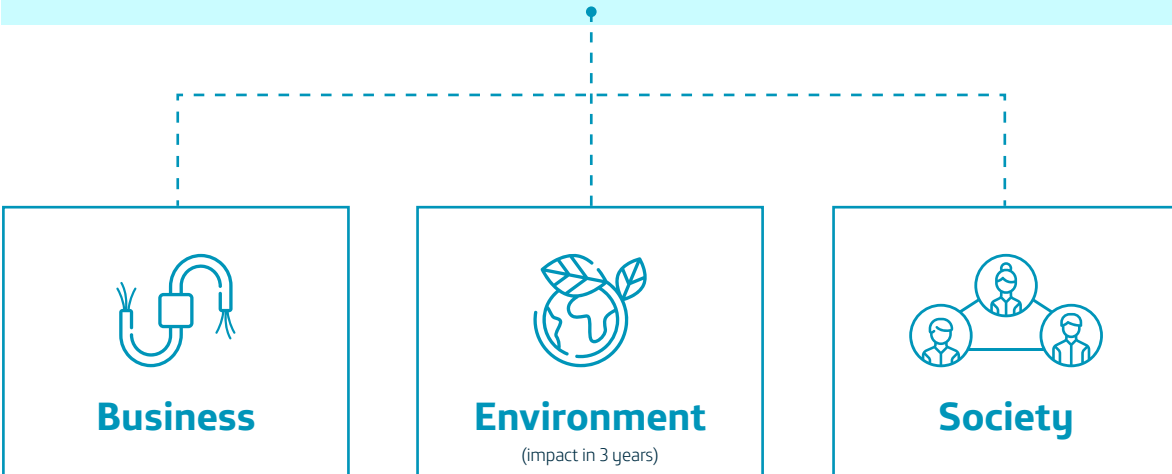 Business
Environment
(impact in 3 years)
Society